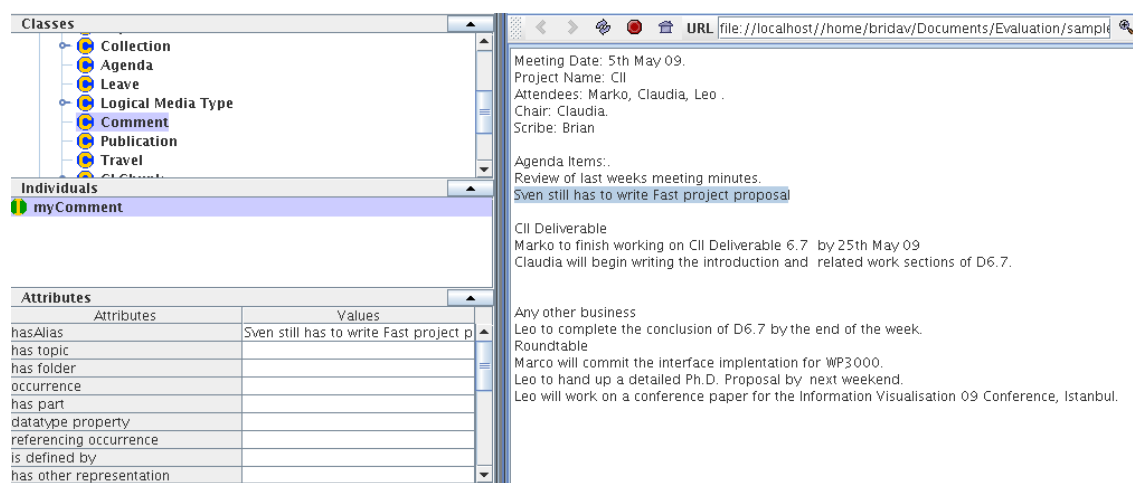 Classes
Collection
Agenda
Leave
Logical Media Type
Comment
Publication
Travel
Individuals
myComment
Attributes
Attributes Values
hasAlias Sven still has to write Fast project p
has topic
has folder
occurrence
has part
datatype property
referencing occurrence
is defined by
has other representation
URL file://localhost//home/bridav/Documents/Evaluation/sample
Meeting Date: 5th May 09.
Project Name: CII
Attendees: Marko, Claudia, Leo .
Chair: Claudia.
Scribe: Brian
Agenda Items:.
Review of last weeks meeting minutes.
Sven still has to write Fast project proposal
CII Deliverable
Marko to finish working on CII Deliverable 6.7 by 25th May 09
Claudia will begin writing the introduction and related work sections of D6.7.
Any other business
Leo to complete the conclusion of D6.7 by the end of the week.
Roundtable
Marco will commit the interface implentation for WP3000.
Leo to hand up a detailed Ph.D. Proposal by next weekend.
Leo will work on a conference paper for the Information Visualisation 09 Conference, Istanbul.